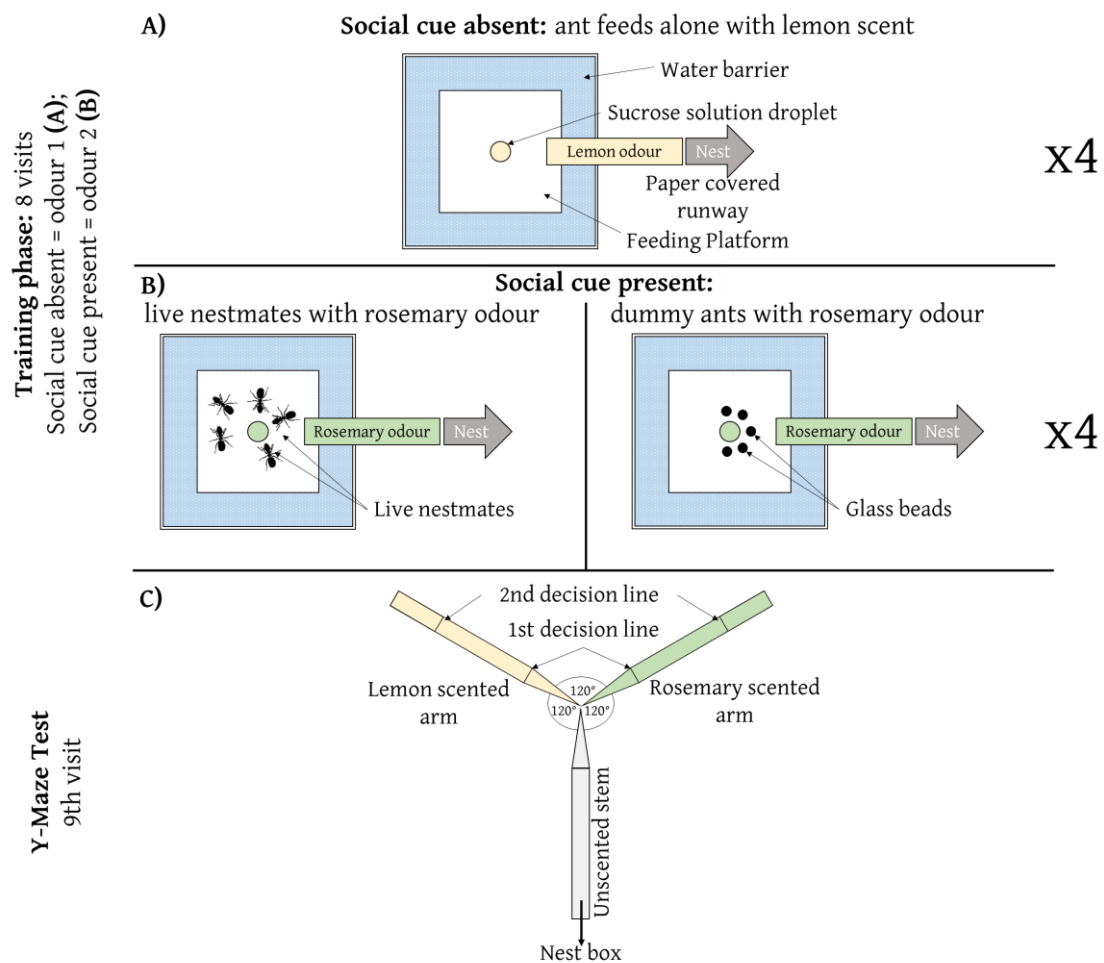 A)
Social cue absent: ant feeds alone with lemon scent
Water barrier
Sucrose solution droplet
Lemon odour
Nest
Paper covered
runway
Feeding Platform
x4
Training phase: 8 visits
Social cue absent = odour 1 (A);
Social cue present = odour 2 (B)
B)
Social cue present:
live nestmates with rosemary odour
Rosemary odour
Nest
Live nestmates
dummy ants with rosemary odour
Rosemary odour
Nest
Glass beads
x4
C)
2nd decision line
1st decision line
Lemon scented
arm
120°
120°
120°
Rosemary scented
arm
Unscented stem
Nest box
Y-Maze Test
9th visit